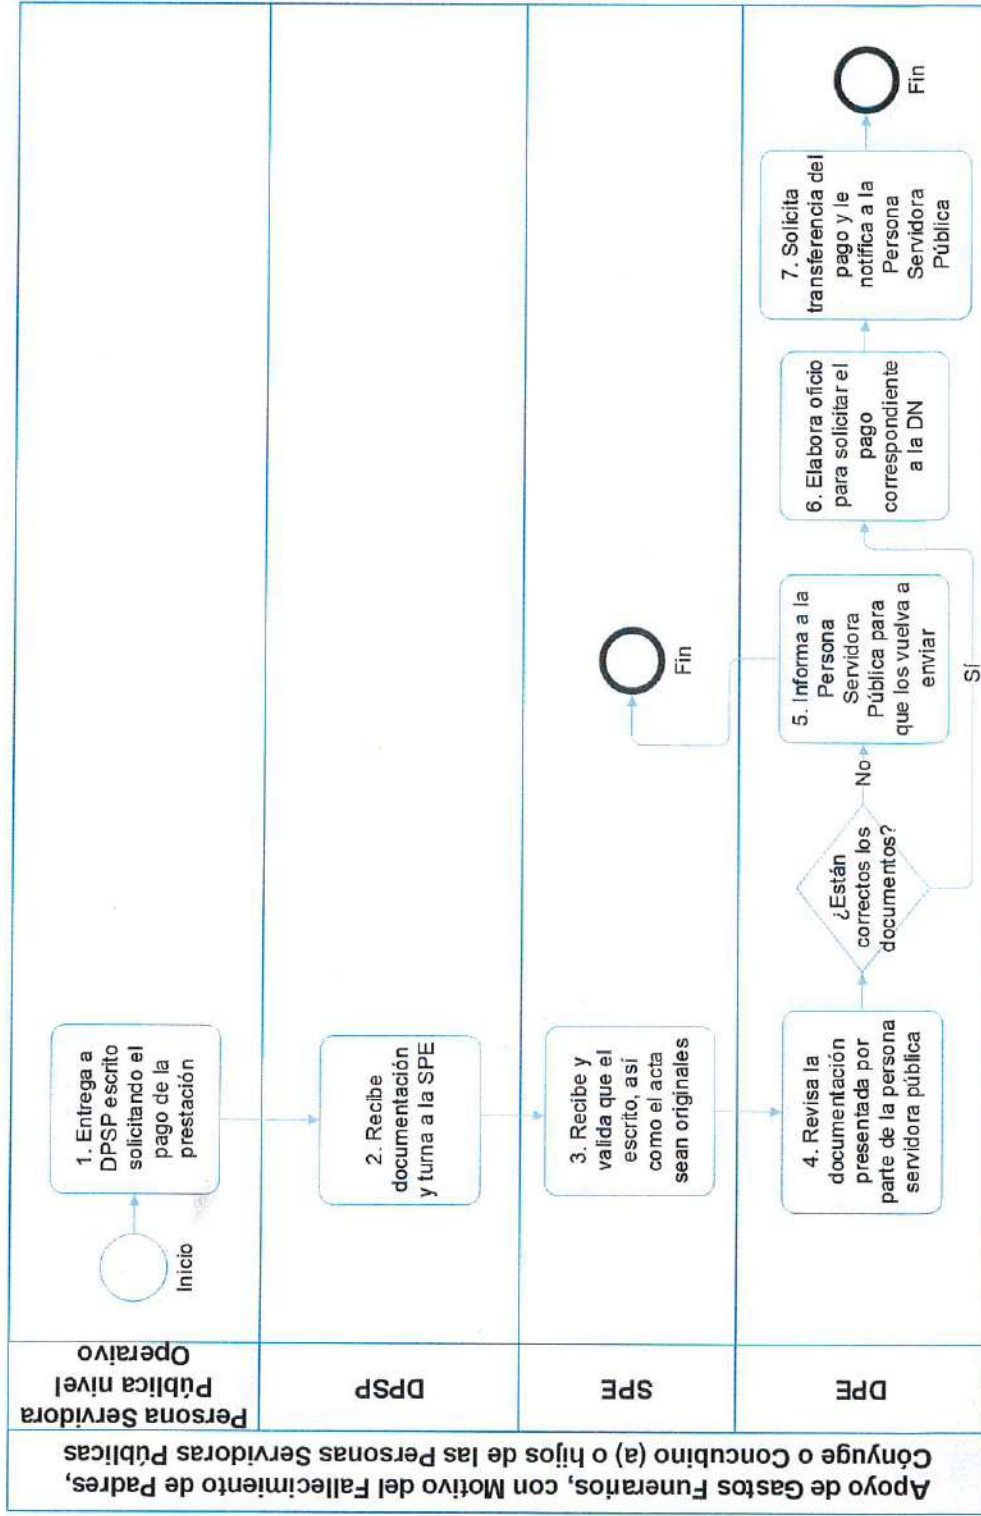 Apoyo de Gastos Funerarios, con Motivo del Fallecimiento de Padres,
Cónyuge o Concubino (a) o hijos de las Personas Servidoras Públicas
Persona Servidora
Pública nivel
Operaivo
Inicio
1. Entrega a
DPSP escrito
solicitando el
pago de la
prestación
DPSP
2. Recibe
documentación
y turna a la SPE
SPE
3. Recibe y
valida que el
escrito, así
como el acta
sean originales
Fin
DPE
4. Revisa la
documentación
presentada por
parte de la persona
servidora pública
¿Están
correctos los
documentos?
No
Sí
5. Informa a la
Persona
Servidora
Pública para
que los vuelva a
enviar
6. Elabora oficio
para solicitar el
pago
correspondiente
a la DN
7. Solicita
transferencia del
pago y le
notifica a la
Persona
Servidora
Pública
Fin